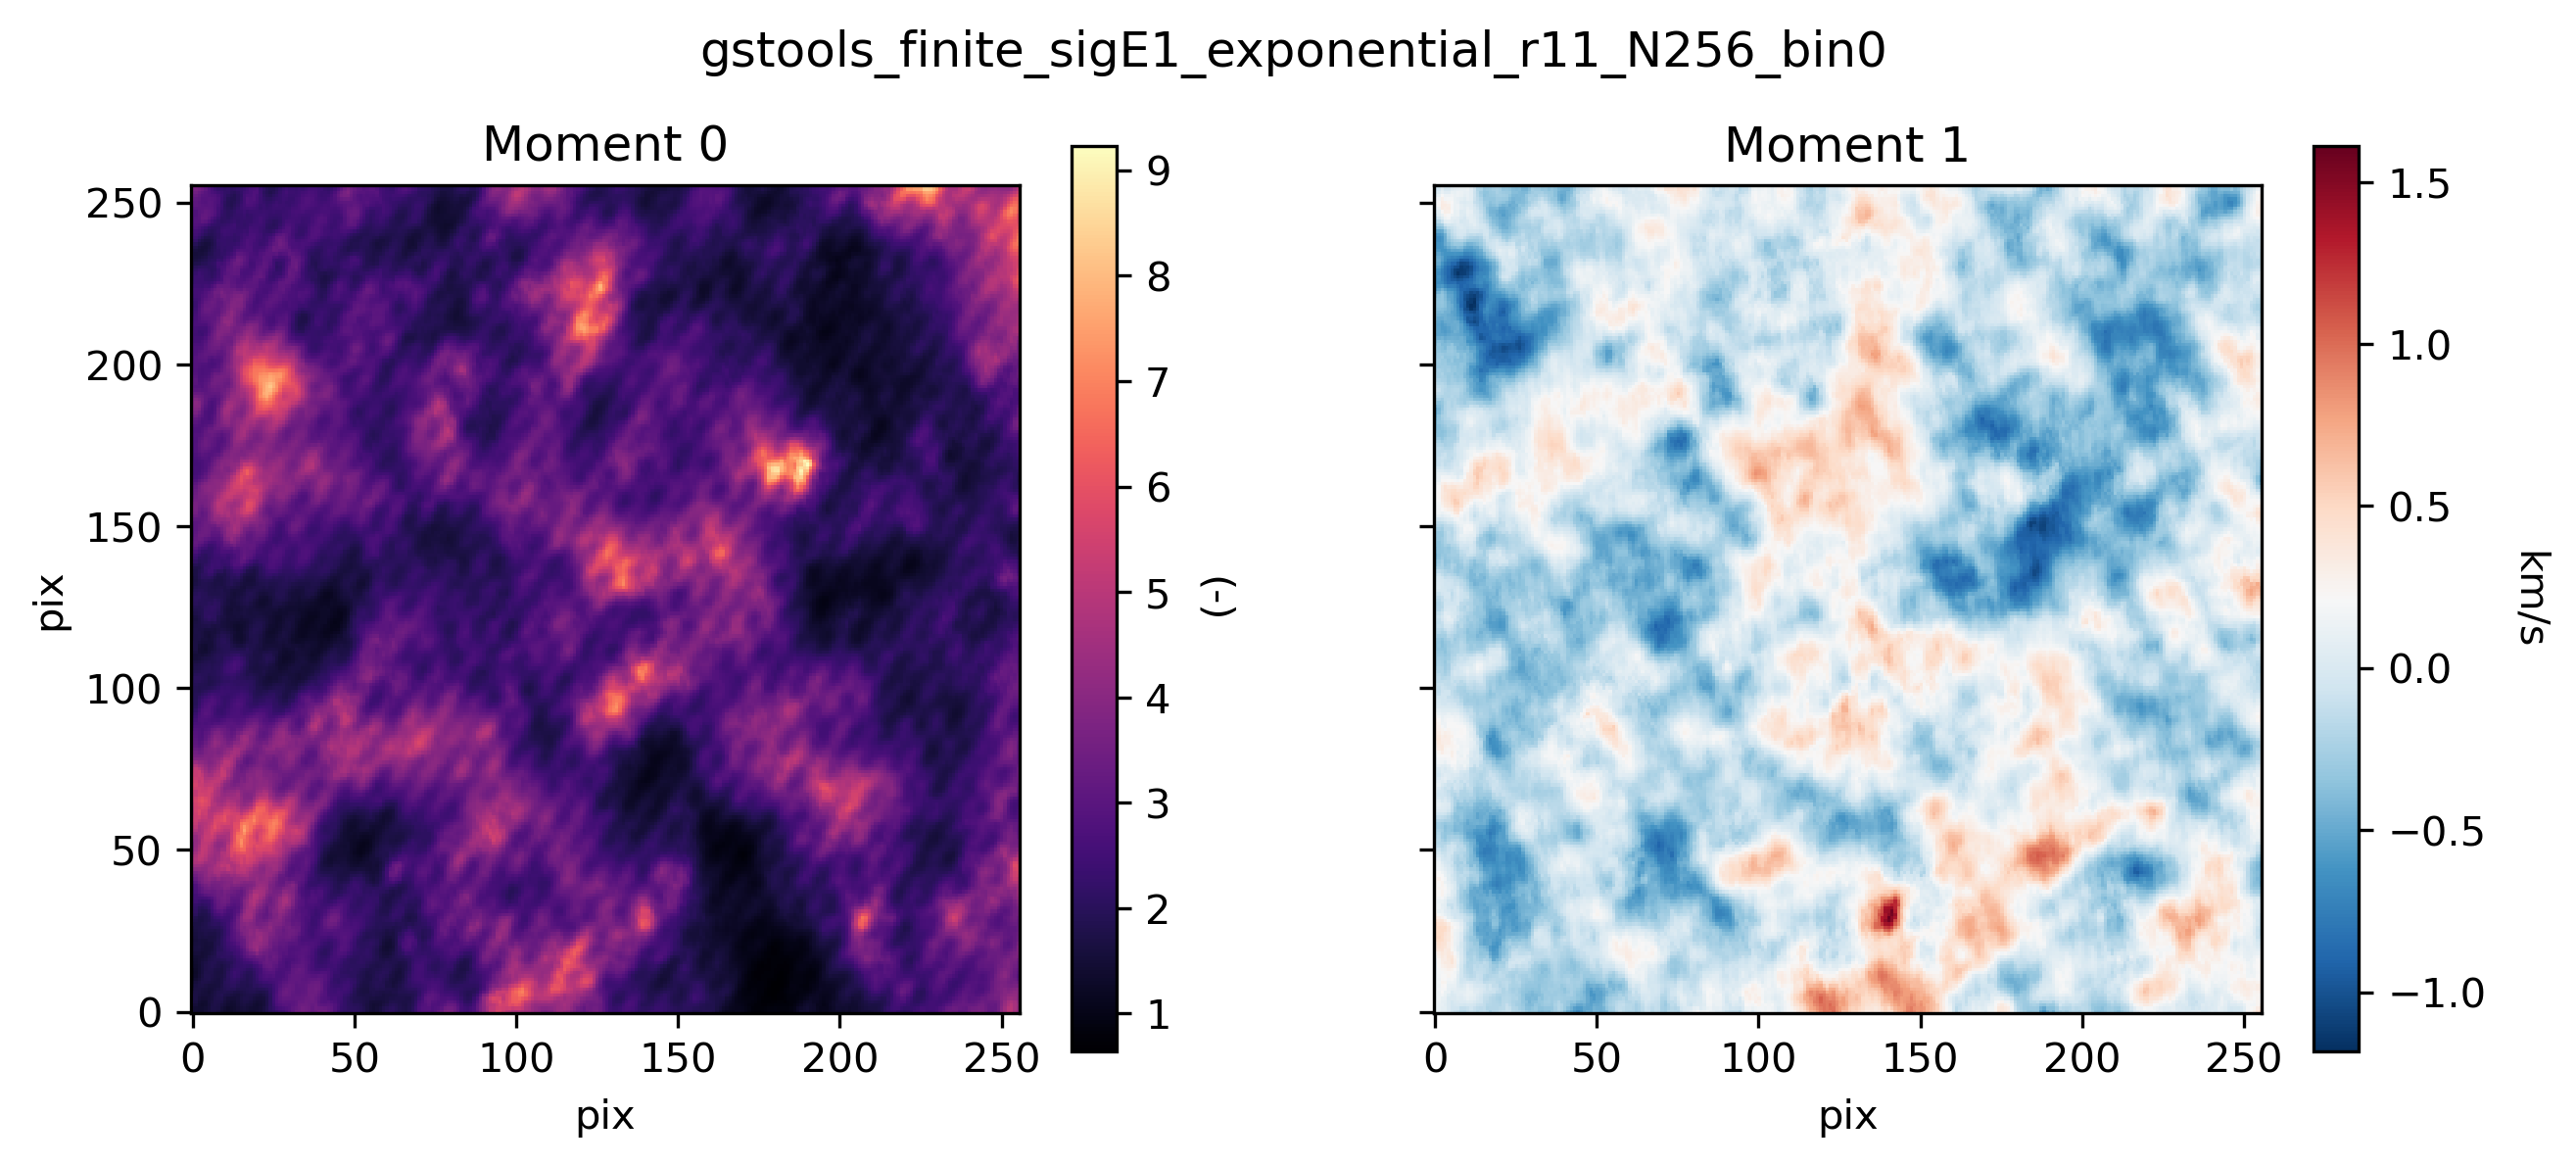 gstools_finite_sigE1_exponential_r11_N256_bin0
Moment 0
Moment 1
250
200
150
100
50
0
0 50 100 150 200 250
pix
pix
9
8
7
6
5
4
3
2
1
(-)
0 50 100 150 200 250
pix
1.5
1.0
0.5
0.0
−0.5
−1.0
km/s